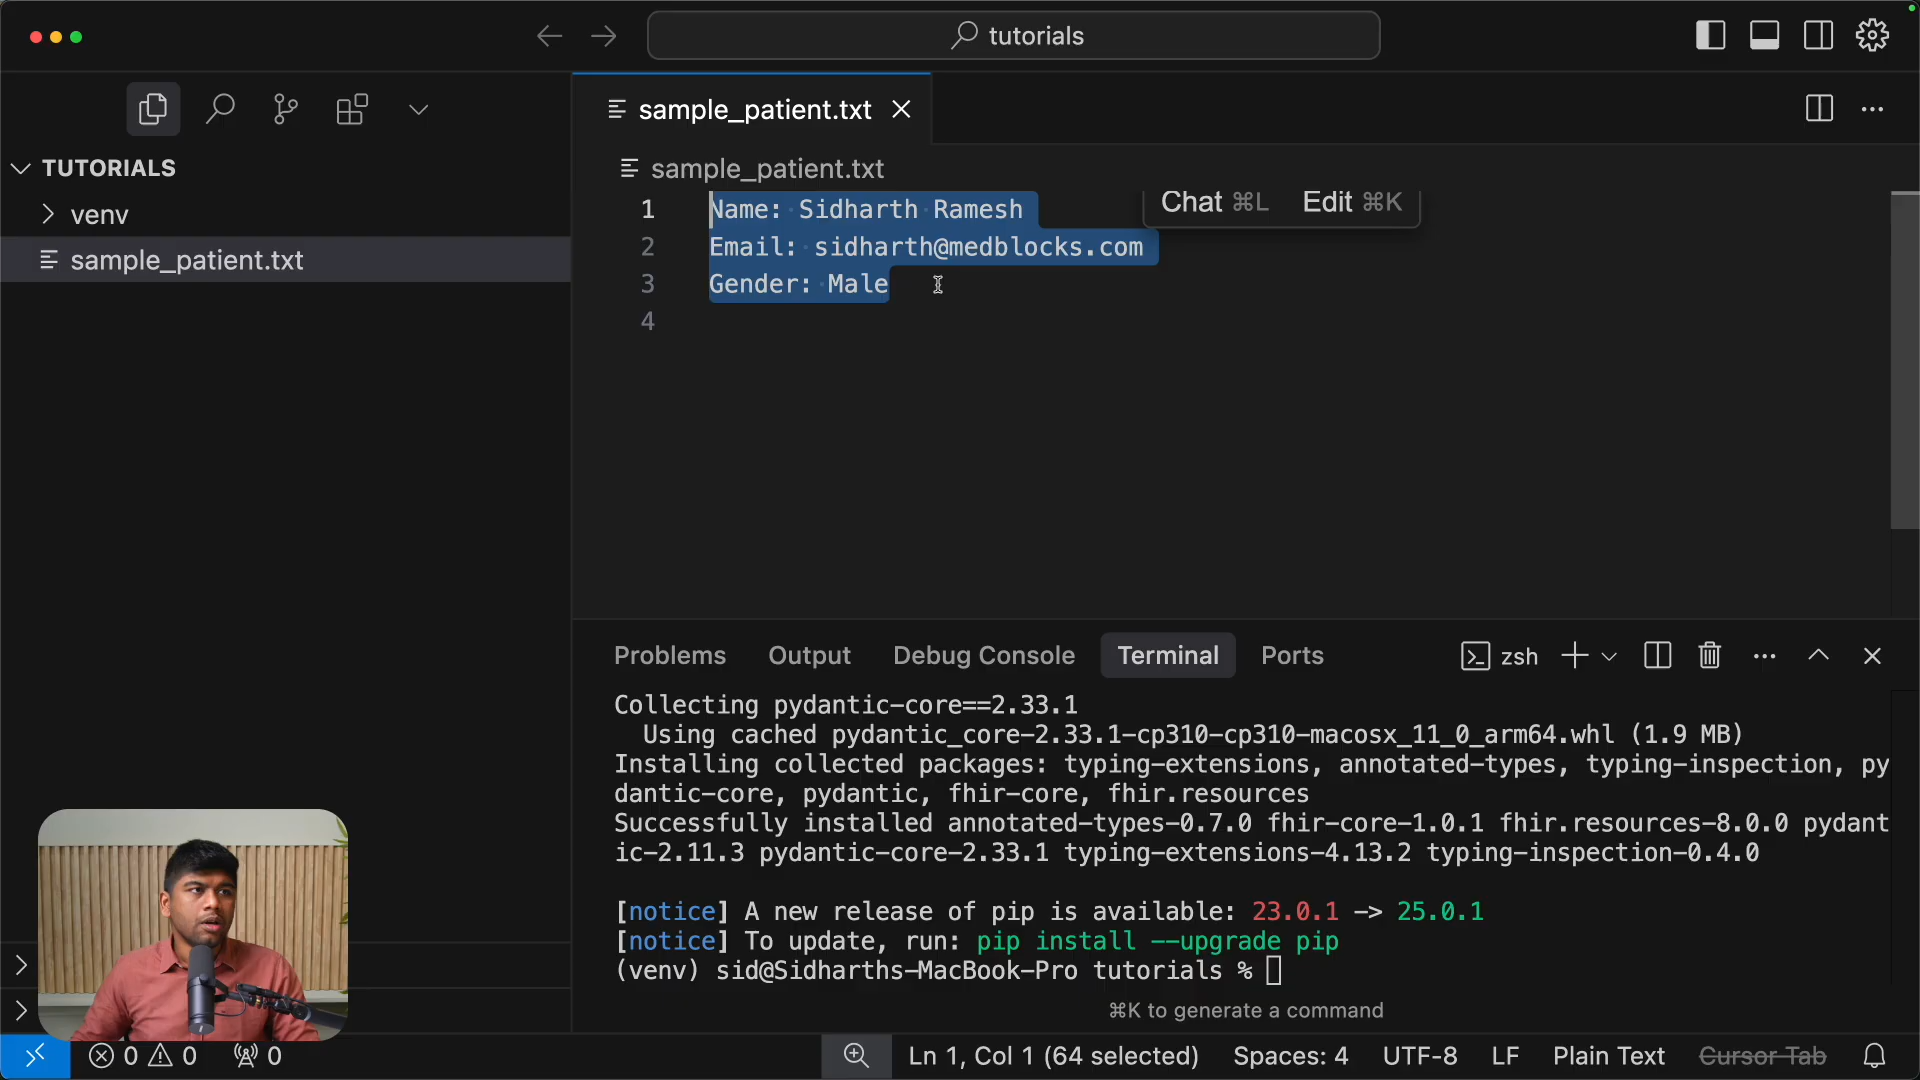 tutorials
sample_patient.txt
TUTORIALS
venv
sample_patient.txt
sample_patient.txt
1 Name: Sidharth Ramesh
Chat ⌘L Edit ⌘K
2 Email: sidharth@medblocks.com
3 Gender: Male
4
Problems Output Debug Console Terminal Ports zsh
Collecting pydantic-core==2.33.1
Using cached pydantic_core-2.33.1-cp310-cp310-macosx_11_0_arm64.whl (1.9 MB)
Installing collected packages: typing-extensions, annotated-types, typing-inspection, py
dantic-core, pydantic, fhir-core, fhir.resources
Successfully installed annotated-types-0.7.0 fhir-core-1.0.1 fhir.resources-8.0.0 pydant
ic-2.11.3 pydantic-core-2.33.1 typing-extensions-4.13.2 typing-inspection-0.4.0
[notice] A new release of pip is available: 23.0.1 -> 25.0.1
[notice] To update, run: pip install --upgrade pip
(venv) sid@Sidharths-MacBook-Pro tutorials %
⌘K to generate a command
0 0 0 Ln 1, Col 1 (64 selected) Spaces: 4 UTF-8 LF Plain Text Cursor Tab